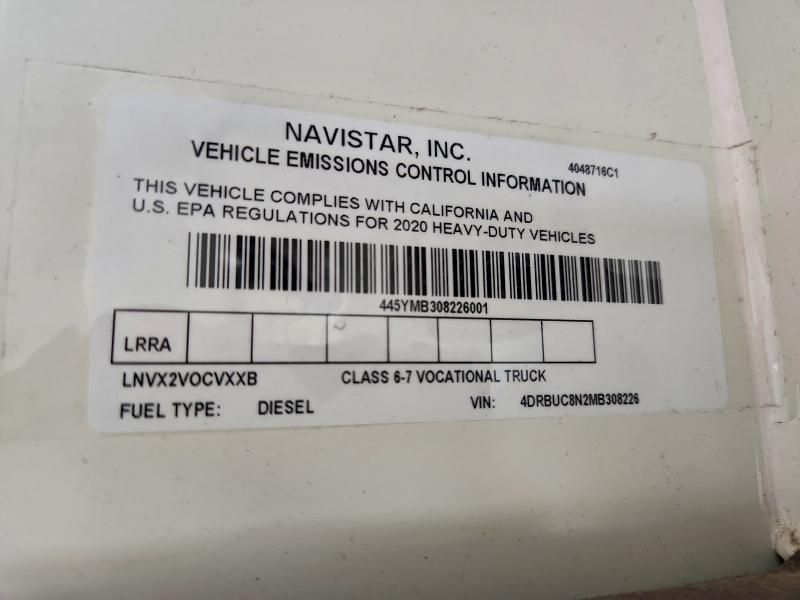 NAVISTAR, INC.
VEHICLE EMISSIONS CONTROL INFORMATION
4048716C1
THIS VEHICLE COMPLIES WITH CALIFORNIA AND
U.S. EPA REGULATIONS FOR 2020 HEAVY-DUTY VEHICLES
445YMB308226001
LRRA
LNVX2VOCVXXB CLASS 6-7 VOCATIONAL TRUCK
FUEL TYPE: DIESEL VIN: 4DRBUC8N2MB308226